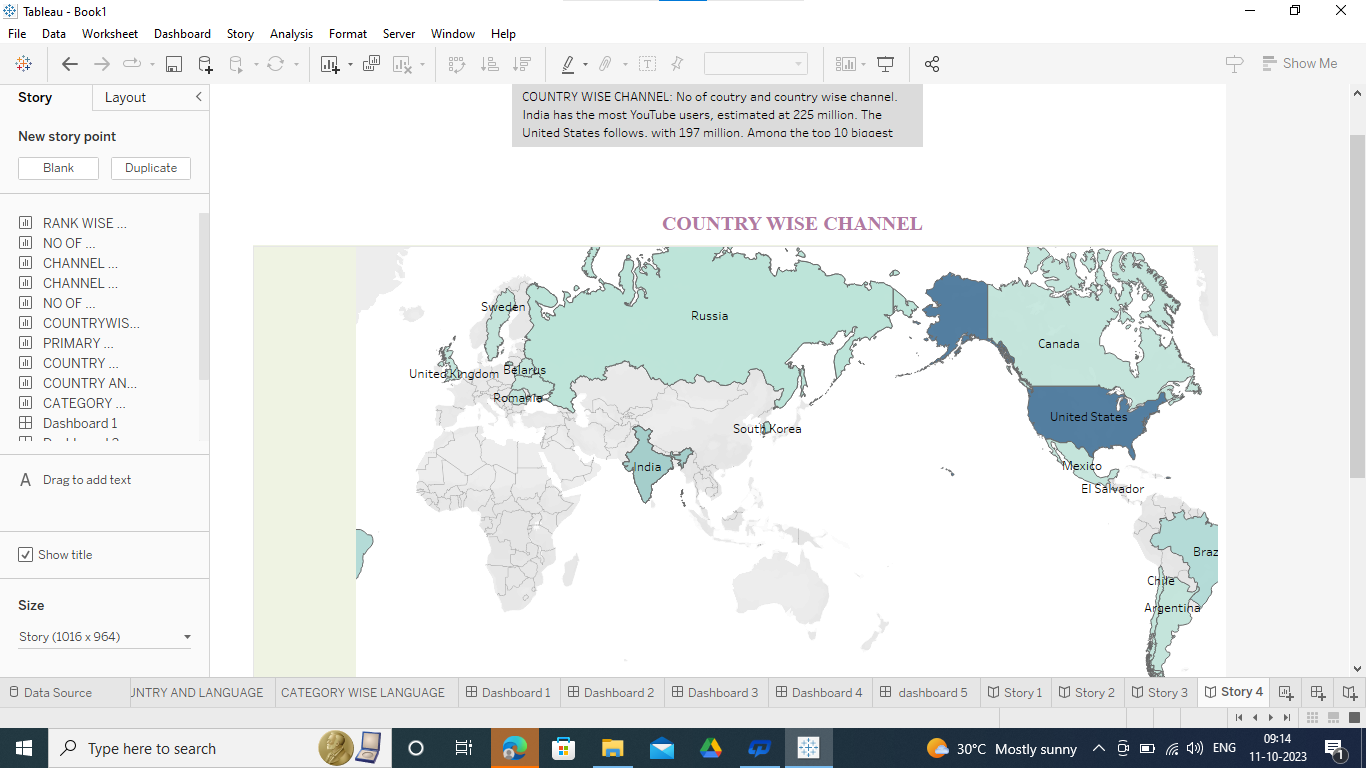 Tableau - Book1
File Data Worksheet Dashboard Story Analysis Format Server Window Help
Show Me
Story Layout
New story point
Blank Duplicate
RANK WISE ...
NO OF ...
CHANNEL ...
CHANNEL ...
NO OF ...
COUNTRYWIS...
PRIMARY ...
COUNTRY ...
COUNTRY AN...
CATEGORY ...
Dashboard 1
A Drag to add text
Show title
Size
Story (1016 x 964)
COUNTRY WISE CHANNEL: No of coutry and country wise channel.
India has the most YouTube users, estimated at 225 million. The
United States follows, with 197 million. Among the top 10 biggest
COUNTRY WISE CHANNEL
Sweden
Russia
Canada
United Kingdom
Belarus
Romania
United States
South Korea
India
Mexico
El Salvador
Braz
Chile
Argentina
Data Source UNTRY AND LANGUAGE CATEGORY WISE LANGUAGE Dashboard 1 Dashboard 2 Dashboard 3 Dashboard 4 dashboard 5 Story 1 Story 2 Story 3 Story 4
Type here to search
30°C Mostly sunny
ENG
09:14
11-10-2023
1